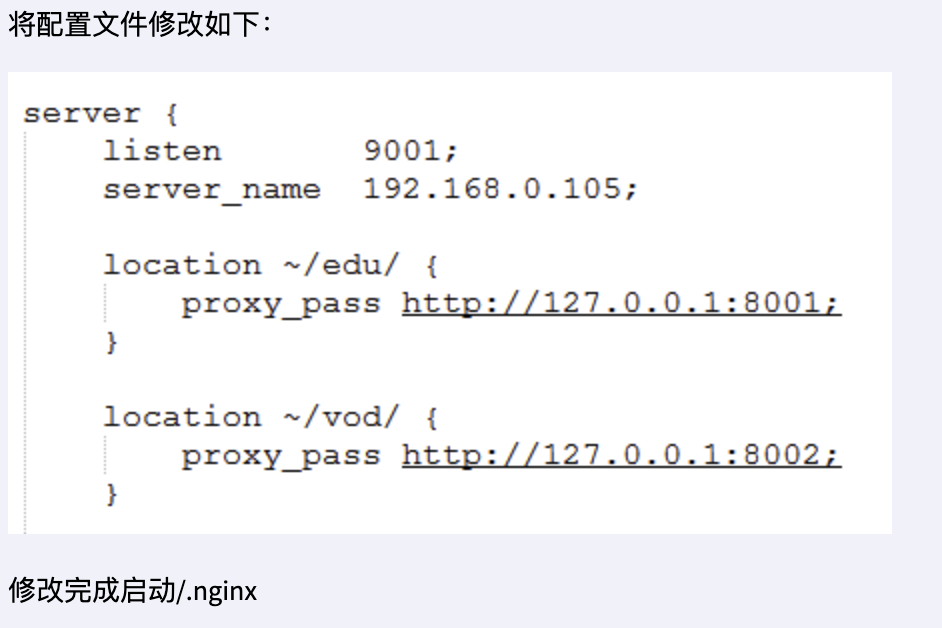 将配置文件修改如下：
server {
listen 9001;
server_name 192.168.0.105;
location ~/edu/ {
proxy_pass http://127.0.0.1:8001;
}
location ~/vod/ {
proxy_pass http://127.0.0.1:8002;
}
修改完成启动/.nginx